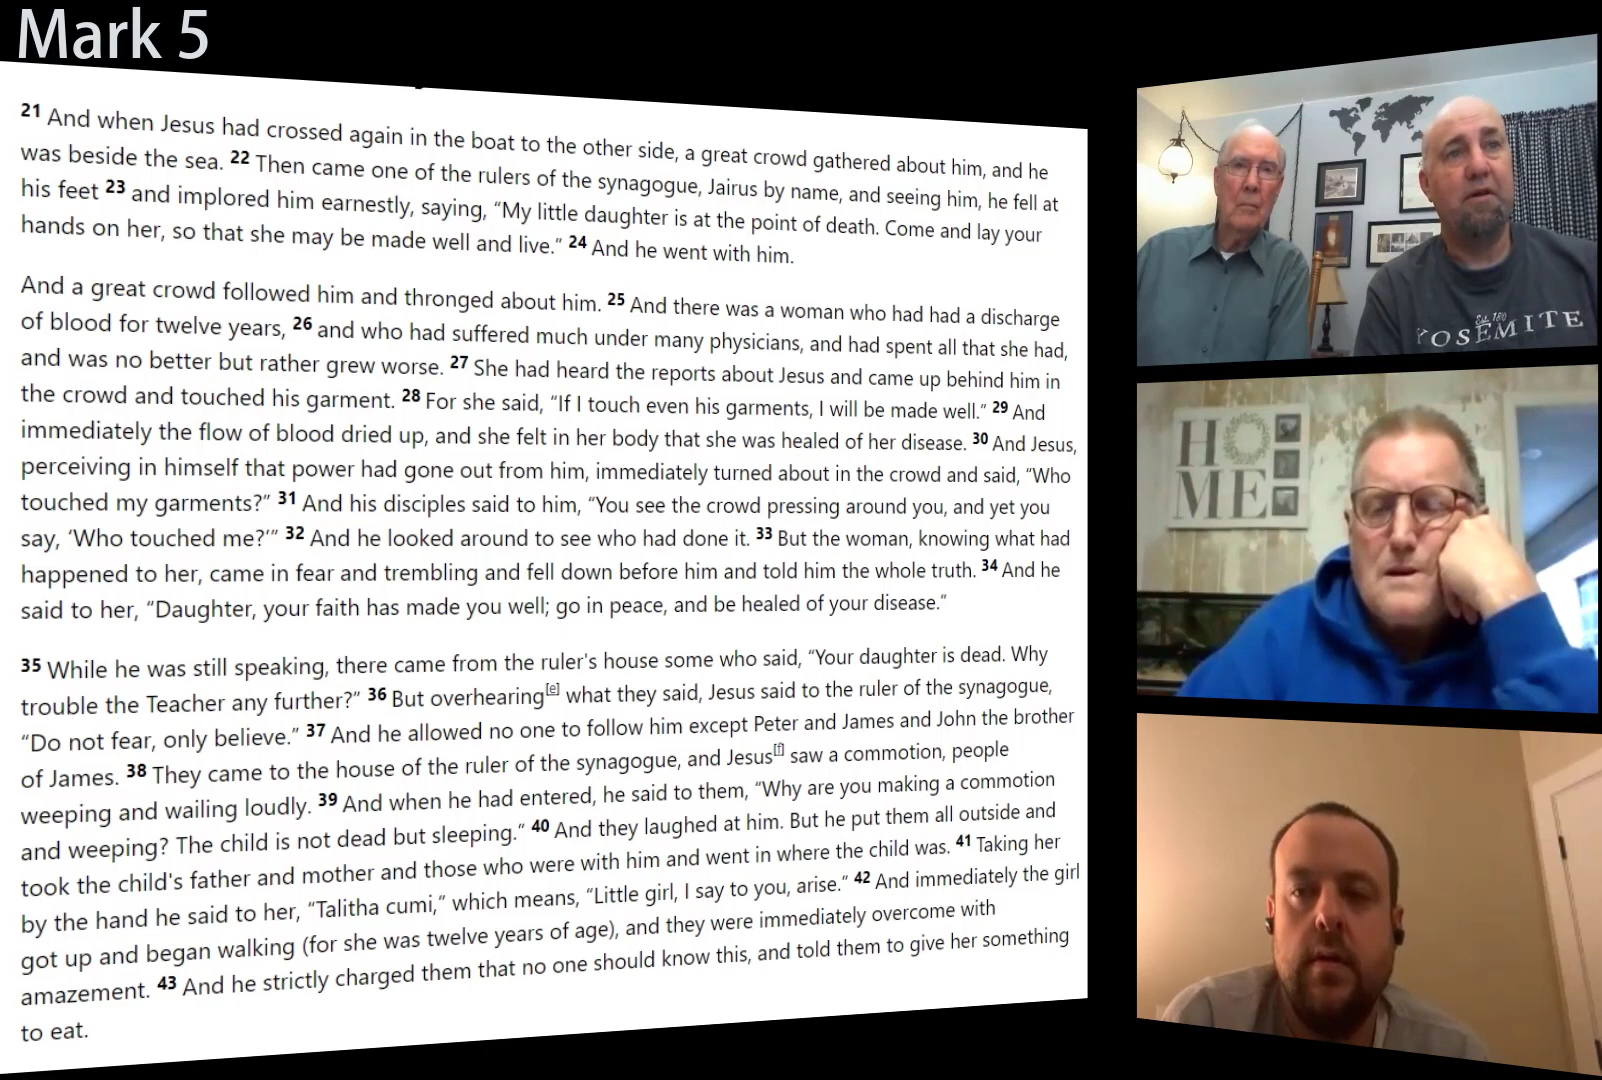 Mark 5
21 And when Jesus had crossed again in the boat to the other side, a great crowd gathered about him, and he
was beside the sea. 22 Then came one of the rulers of the synagogue, Jairus by name, and seeing him, he fell at
his feet 23 and implored him earnestly, saying, “My little daughter is at the point of death. Come and lay your
hands on her, so that she may be made well and live.” 24 And he went with him.
And a great crowd followed him and thronged about him. 25 And there was a woman who had had a discharge
of blood for twelve years, 26 and who had suffered much under many physicians, and had spent all that she had,
and was no better but rather grew worse. 27 She had heard the reports about Jesus and came up behind him in
the crowd and touched his garment. 28 For she said, “If I touch even his garments, I will be made well.” 29 And
immediately the flow of blood dried up, and she felt in her body that she was healed of her disease. 30 And Jesus,
perceiving in himself that power had gone out from him, immediately turned about in the crowd and said, “Who
touched my garments?” 31 And his disciples said to him, “You see the crowd pressing around you, and yet you
say, ‘Who touched me?’” 32 And he looked around to see who had done it. 33 But the woman, knowing what had
happened to her, came in fear and trembling and fell down before him and told him the whole truth. 34 And he
said to her, “Daughter, your faith has made you well; go in peace, and be healed of your disease.”
35 While he was still speaking, there came from the ruler's house some who said, “Your daughter is dead. Why
trouble the Teacher any further?” 36 But overhearing[e] what they said, Jesus said to the ruler of the synagogue,
“Do not fear, only believe.” 37 And he allowed no one to follow him except Peter and James and John the brother
of James. 38 They came to the house of the ruler of the synagogue, and Jesus[f] saw a commotion, people
weeping and wailing loudly. 39 And when he had entered, he said to them, “Why are you making a commotion
and weeping? The child is not dead but sleeping.” 40 And they laughed at him. But he put them all outside and
took the child's father and mother and those who were with him and went in where the child was. 41 Taking her
by the hand he said to her, “Talitha cumi,” which means, “Little girl, I say to you, arise.” 42 And immediately the girl
got up and began walking (for she was twelve years of age), and they were immediately overcome with
amazement. 43 And he strictly charged them that no one should know this, and told them to give her something
to eat.
YOSEMITE
HOME